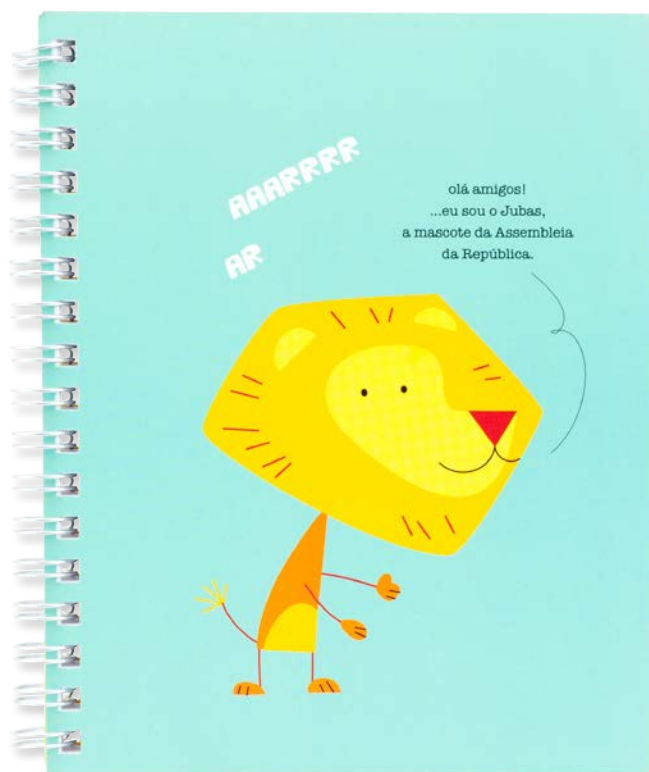 AAARRRR
AR
olá amigos!
...eu sou o Jubas,
a mascote da Assembleia
da República.